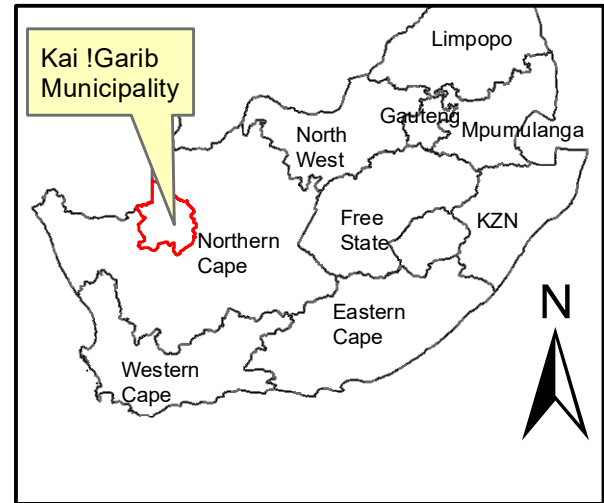 Kai !Garib
Municipality
Limpopo
Gauteng
Mpumulanga
North
West
Free
State
KZN
Northern
Cape
Eastern
Cape
Western
Cape
N